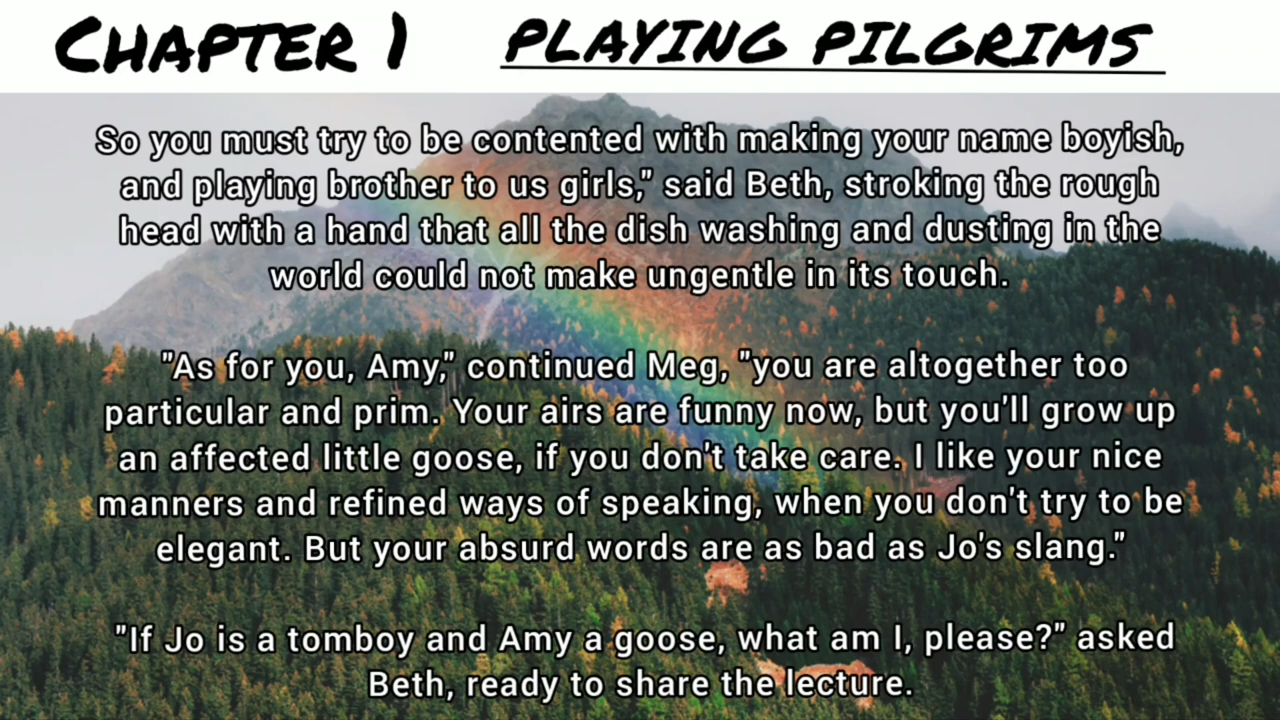 CHAPTER 1 PLAYING PILGRIMS
So you must try to be contented with making your name boyish,
and playing brother to us girls," said Beth, stroking the rough
head with a hand that all the dish washing and dusting in the
world could not make ungentle in its touch.
"As for you, Amy," continued Meg, "you are altogether too
particular and prim. Your airs are funny now, but you'll grow up
an affected little goose, if you don't take care. I like your nice
manners and refined ways of speaking, when you don't try to be
elegant. But your absurd words are as bad as Jo's slang."
"If Jo is a tomboy and Amy a goose, what am I, please?" asked
Beth, ready to share the lecture.